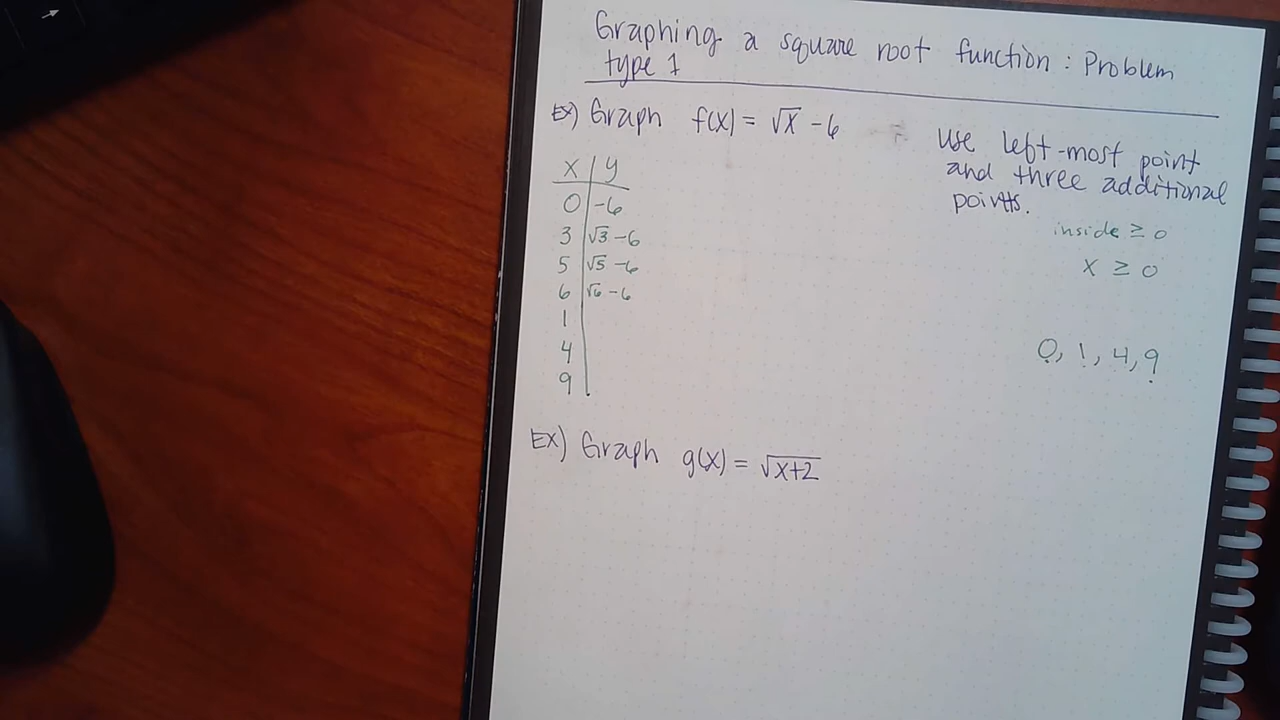 Graphing a square root function: Problem
type 1
Ex) Graph f(x) = √x - 6
use left-most point
and three additional
points.
inside ≥ 0
x ≥ 0
x | y
0 | -6
3 | √3 - 6
5 | √5 - 6
6 | √6 - 6
1
4
9
0, 1, 4, 9
Ex) Graph g(x) = √(x+2)